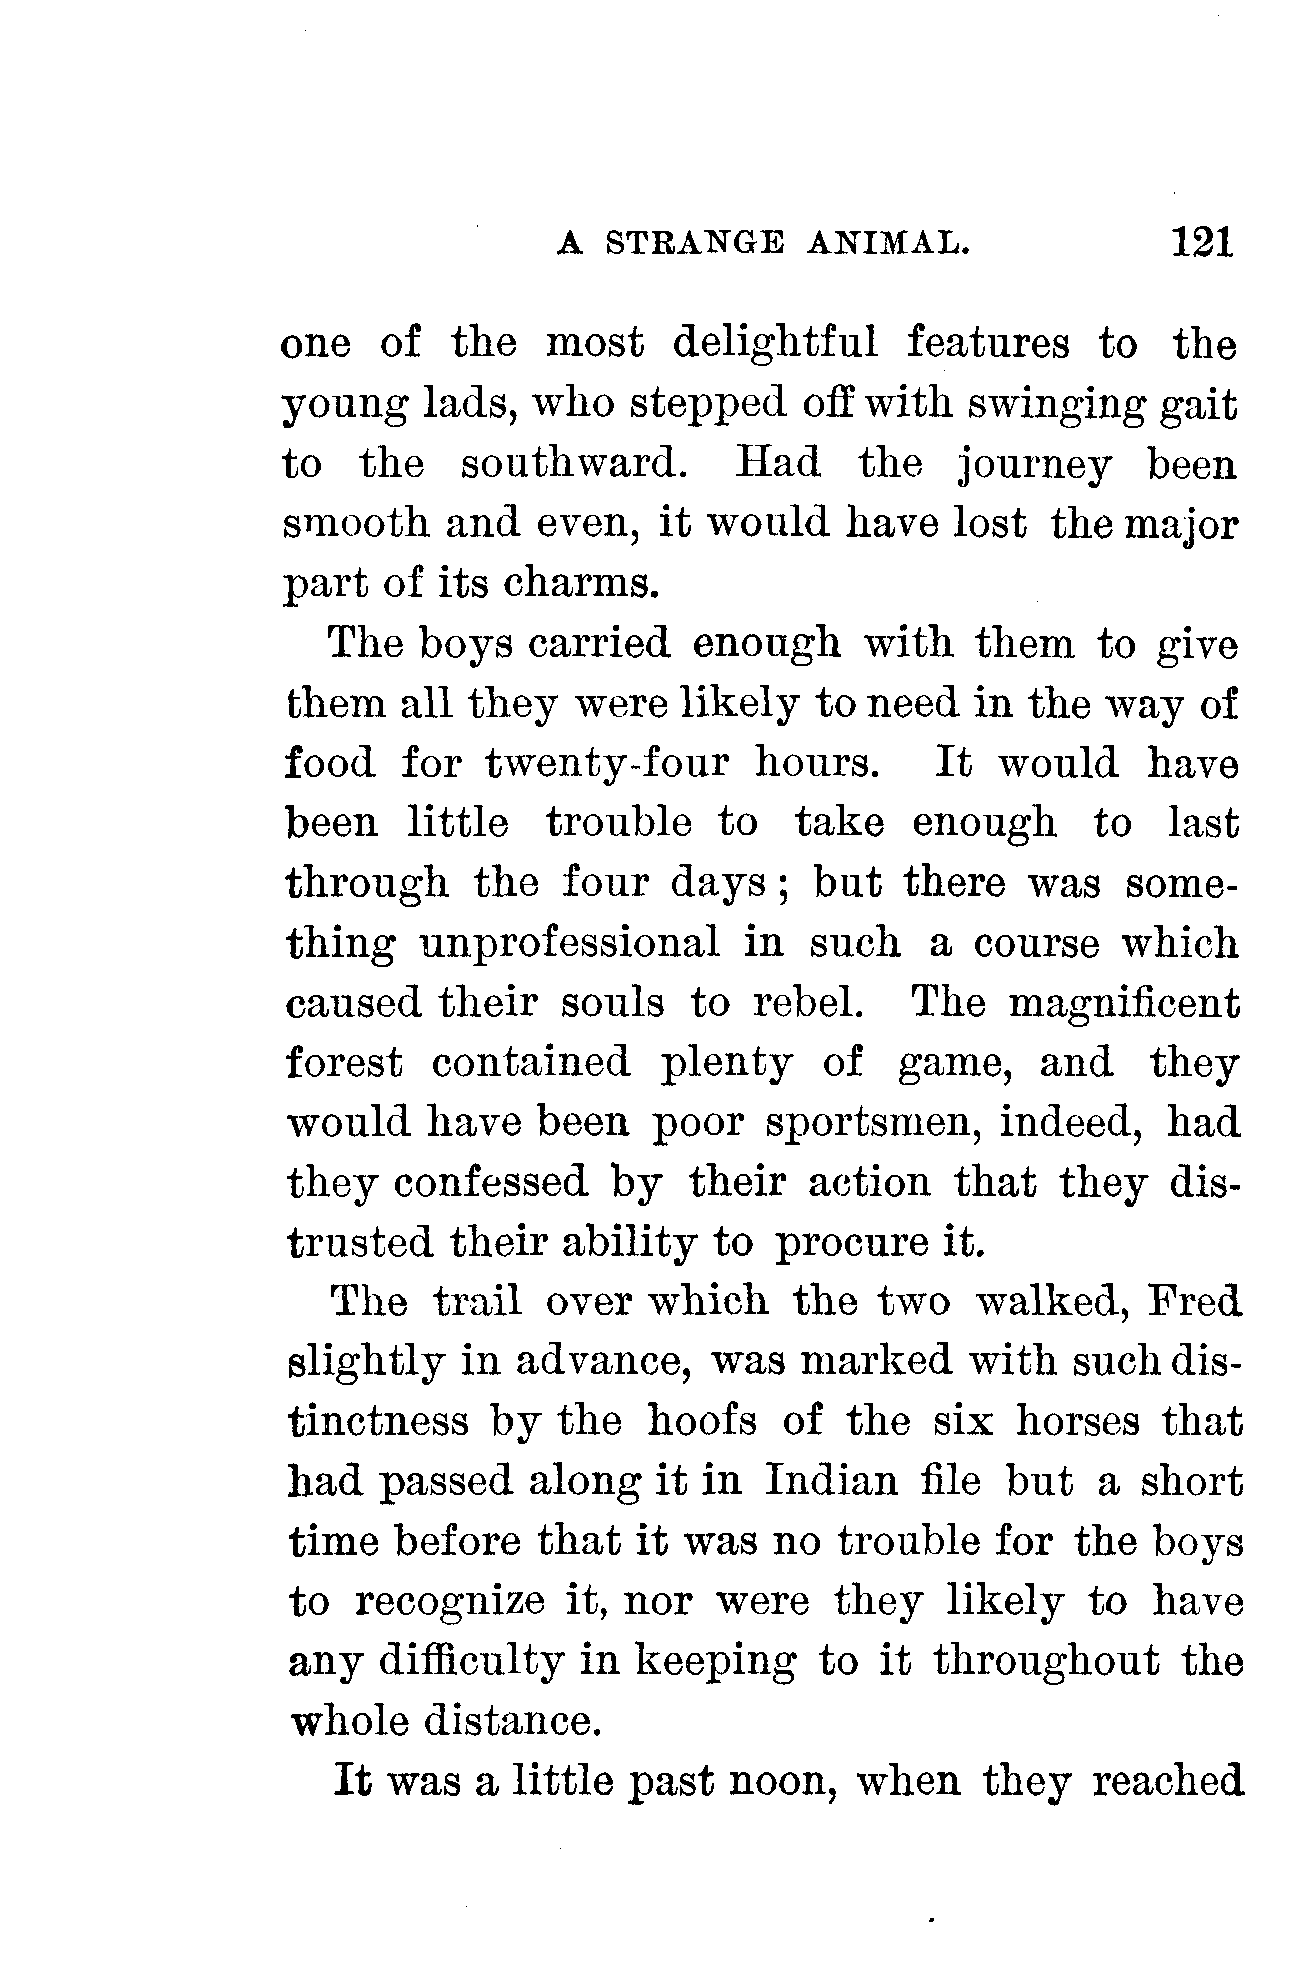 A STRANGE ANIMAL. 121
one of the most delightful features to the
young lads, who stepped off with swinging gait
to the southward. Had the journey been
smooth and even, it would have lost the major
part of its charms.
The boys carried enough with them to give
them all they were likely to need in the way of
food for twenty-four hours. It would have
been little trouble to take enough to last
through the four days; but there was some-
thing unprofessional in such a course which
caused their souls to rebel. The magnificent
forest contained plenty of game, and they
would have been poor sportsmen, indeed, had
they confessed by their action that they dis-
trusted their ability to procure it.
The trail over which the two walked, Fred
slightly in advance, was marked with such dis-
tinctness by the hoofs of the six horses that
had passed along it in Indian file but a short
time before that it was no trouble for the boys
to recognize it, nor were they likely to have
any difficulty in keeping to it throughout the
whole distance.
It was a little past noon, when they reached